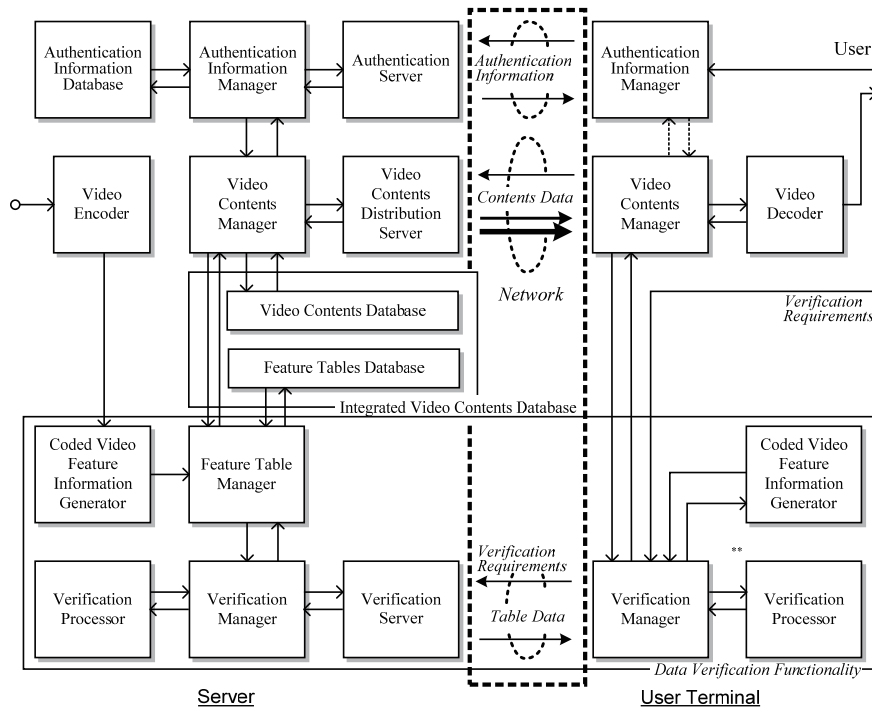 Authentication
Information
Database
Authentication
Information
Manager
Authentication
Server
Authentication
Information
Authentication
Information
Manager
User
Video
Encoder
Video
Contents
Manager
Video
Contents
Distribution
Server
Contents Data
Network
Video
Contents
Manager
Video
Decoder
Video Contents Database
Feature Tables Database
Integrated Video Contents Database
Verification
Requirements
Coded Video
Feature
Information
Generator
Feature Table
Manager
Coded Video
Feature
Information
Generator
**
Verification
Processor
Verification
Manager
Verification
Server
Verification
Requirements
Table Data
Verification
Manager
Verification
Processor
Data Verification Functionality
Server
User Terminal